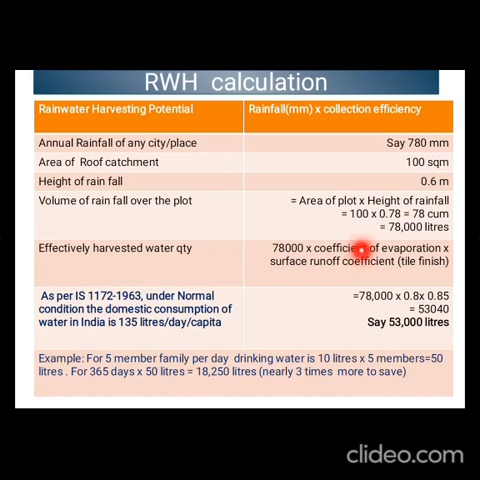 RWH calculation
Rainwater Harvesting Potential
Rainfall(mm) x collection efficiency
Annual Rainfall of any city/place
Say 780 mm
Area of Roof catchment
100 sqm
Height of rain fall
0.6 m
Volume of rain fall over the plot
= Area of plot x Height of rainfall
= 100 x 0.78 = 78 cum
= 78,000 litres
Effectively harvested water qty
78000 x coefficient of evaporation x
surface runoff coefficient (tile finish)
As per IS 1172-1963, under Normal
condition the domestic consumption of
water in India is 135 litres/day/capita
=78,000 x 0.8x 0.85
= 53040
Say 53,000 litres
Example: For 5 member family per day drinking water is 10 litres x 5 members=50
litres . For 365 days x 50 litres = 18,250 litres (nearly 3 times more to save)
clideo.com